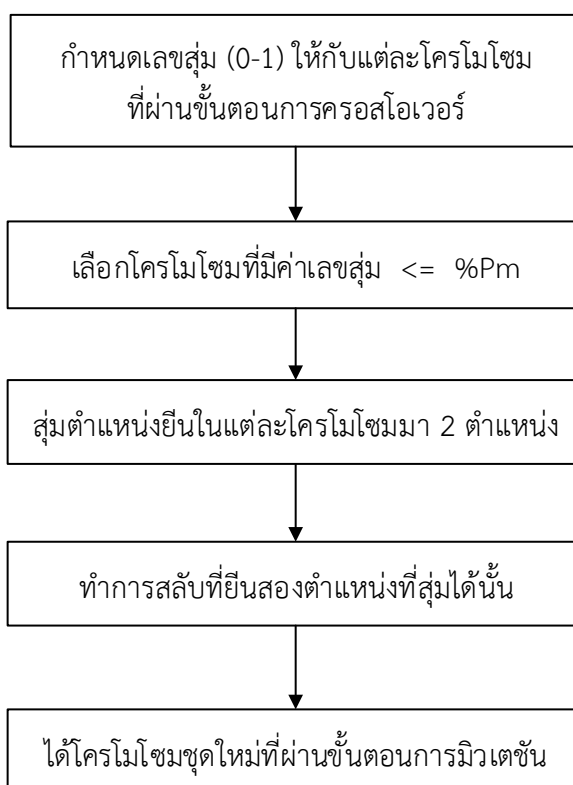 กำหนดเลขสุ่ม (0-1) ให้กับแต่ละโครโมโซม
ที่ผ่านขั้นตอนการครอสโอเวอร์
เลือกโครโมโซมที่มีค่าเลขสุ่ม <= %Pm
สุ่มตำแหน่งยีนในแต่ละโครโมโซมมา 2 ตำแหน่ง
ทำการสลับที่ยีนสองตำแหน่งที่สุ่มได้นั้น
ได้โครโมโซมชุดใหม่ที่ผ่านขั้นตอนการมิวเตชัน